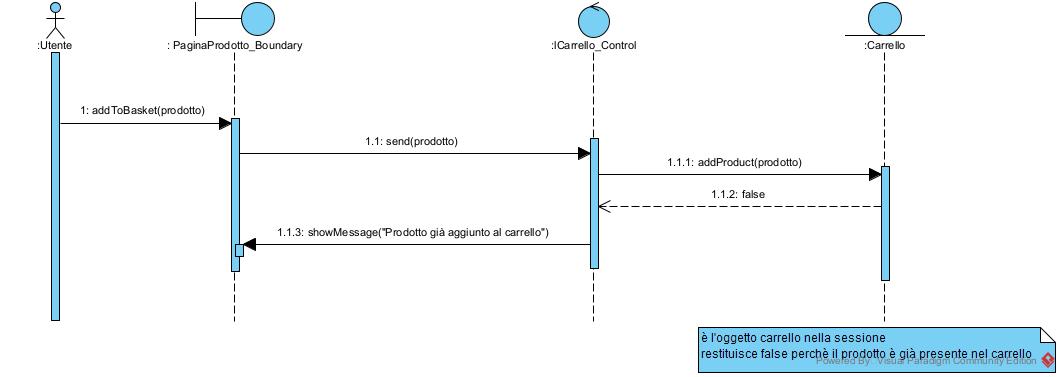 :Utente
: PaginaProdotto_Boundary
:ICarrello_Control
:Carrello
1: addToBasket(prodotto)
1.1: send(prodotto)
1.1.1: addProduct(prodotto)
1.1.2: false
1.1.3: showMessage("Prodotto già aggiunto al carrello")
è l'oggetto carrello nella sessione
restituisce false perchè il prodotto è già presente nel carrello
Powered By Visual Paradigm Community Edition